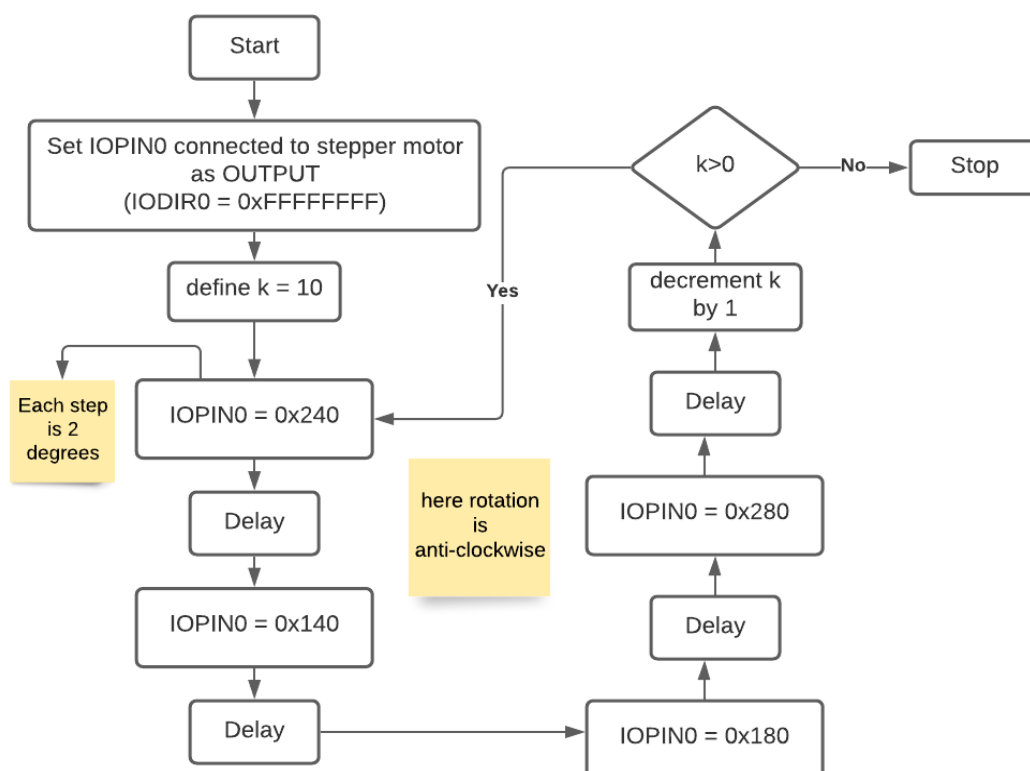 Start
Set IOPIN0 connected to stepper motor
as OUTPUT
(IODIR0 = 0xFFFFFFFF)
define k = 10
Each step
is 2
degrees
IOPIN0 = 0x240
Delay
IOPIN0 = 0x140
Delay
here rotation
is
anti-clockwise
IOPIN0 = 0x180
Delay
IOPIN0 = 0x280
Delay
decrement k
by 1
k>0
Yes
No
Stop